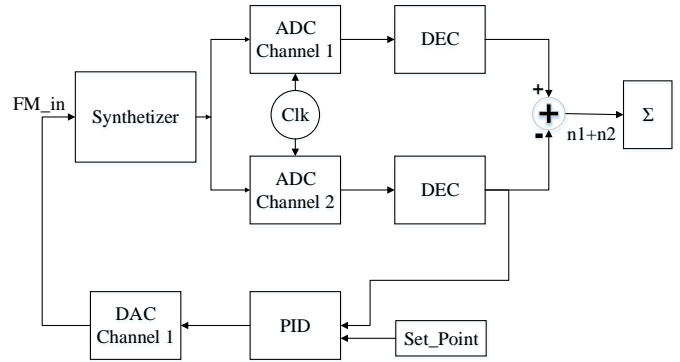 ADC
Channel 1
DEC
+
FM_in
Synthetizer
Clk
+
Σ
-
n1+n2
ADC
Channel 2
DEC
DAC
Channel 1
PID
Set_Point